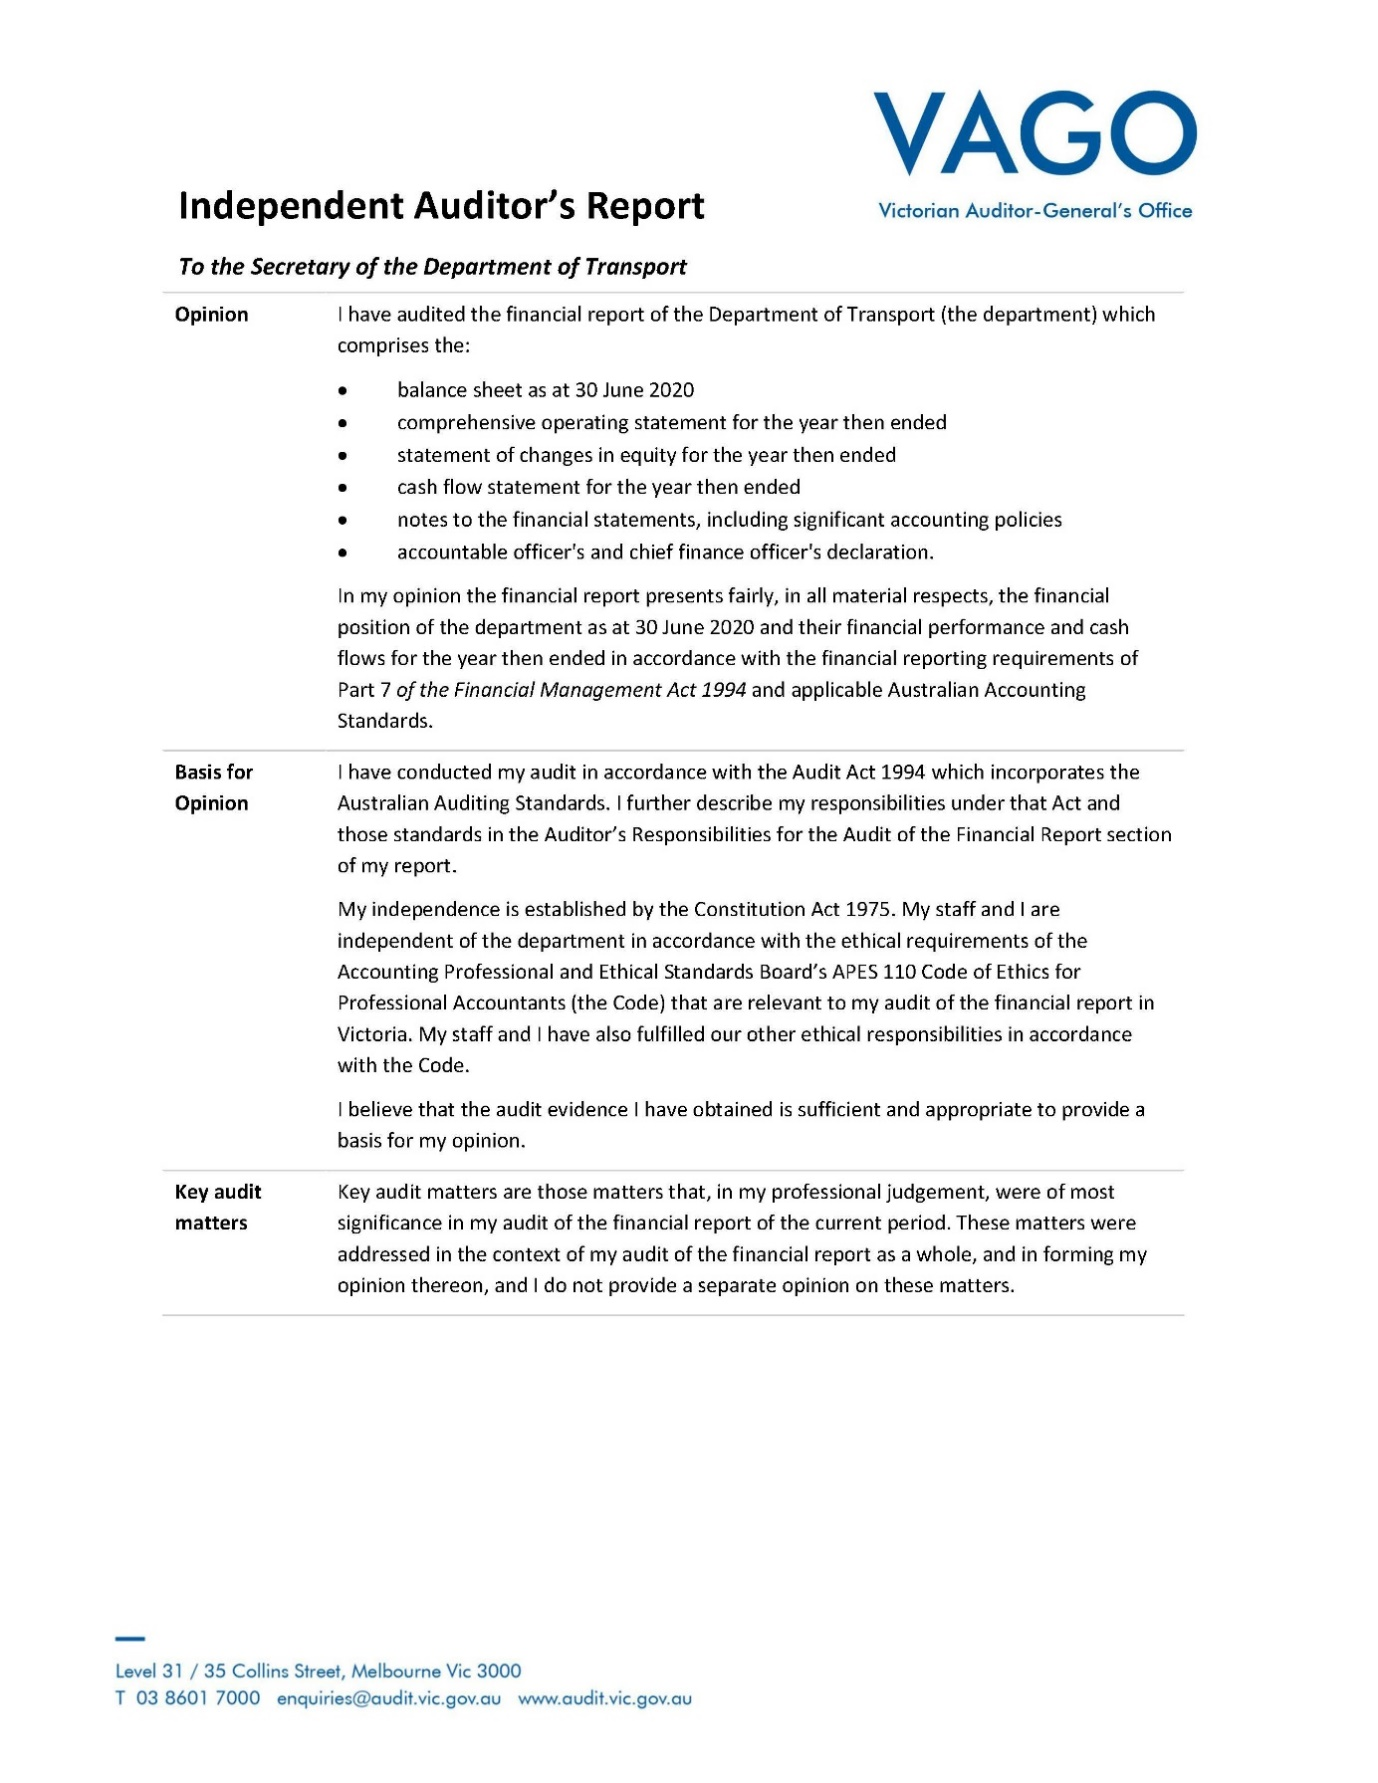 VAGO
Independent Auditor’s Report
Victorian Auditor-General’s Office
To the Secretary of the Department of Transport
Opinion
I have audited the financial report of the Department of Transport (the department) which
comprises the:
• balance sheet as at 30 June 2020
• comprehensive operating statement for the year then ended
• statement of changes in equity for the year then ended
• cash flow statement for the year then ended
• notes to the financial statements, including significant accounting policies
• accountable officer's and chief finance officer's declaration.
In my opinion the financial report presents fairly, in all material respects, the financial
position of the department as at 30 June 2020 and their financial performance and cash
flows for the year then ended in accordance with the financial reporting requirements of
Part 7 of the Financial Management Act 1994 and applicable Australian Accounting
Standards.
Basis for
Opinion
I have conducted my audit in accordance with the Audit Act 1994 which incorporates the
Australian Auditing Standards. I further describe my responsibilities under that Act and
those standards in the Auditor’s Responsibilities for the Audit of the Financial Report section
of my report.
My independence is established by the Constitution Act 1975. My staff and I are
independent of the department in accordance with the ethical requirements of the
Accounting Professional and Ethical Standards Board’s APES 110 Code of Ethics for
Professional Accountants (the Code) that are relevant to my audit of the financial report in
Victoria. My staff and I have also fulfilled our other ethical responsibilities in accordance
with the Code.
I believe that the audit evidence I have obtained is sufficient and appropriate to provide a
basis for my opinion.
Key audit
matters
Key audit matters are those matters that, in my professional judgement, were of most
significance in my audit of the financial report of the current period. These matters were
addressed in the context of my audit of the financial report as a whole, and in forming my
opinion thereon, and I do not provide a separate opinion on these matters.
Level 31 / 35 Collins Street, Melbourne Vic 3000
T 03 8601 7000 enquiries@audit.vic.gov.au www.audit.vic.gov.au